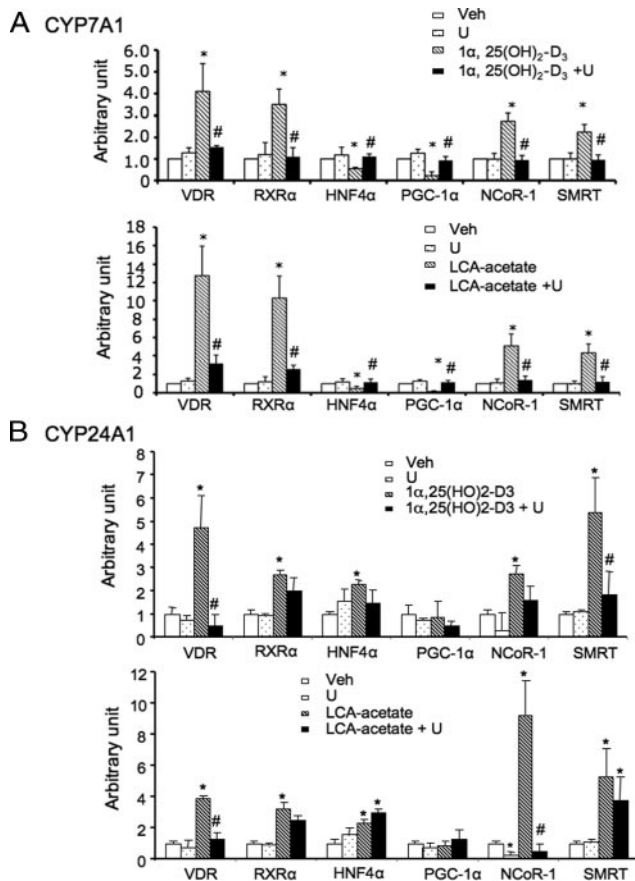 A CYP7A1
Veh
U
1α, 25(OH)₂-D₃
1α, 25(OH)₂-D₃ +U
Arbitrary unit
6.0
5.0
4.0
3.0
2.0
1.0
0
* # * # * # * # * # * #
VDR RXRα HNF4α PGC-1α NCoR-1 SMRT
Veh
U
LCA-acetate
LCA-acetate +U
Arbitrary unit
18
16
14
12
10
8
6
4
2
0
* # * # * # * # * # * #
VDR RXRα HNF4α PGC-1α NCoR-1 SMRT
B CYP24A1
Veh
U
1α,25(HO)2-D3
1α,25(HO)2-D3 + U
Arbitrary unit
8
6
4
2
0
* # * * * * #
VDR RXRα HNF4α PGC-1α NCoR-1 SMRT
Veh
U
LCA-acetate
LCA-acetate + U
Arbitrary unit
12
10
8
6
4
2
0
* # * * * * * # * *
VDR RXRα HNF4α PGC-1α NCoR-1 SMRT